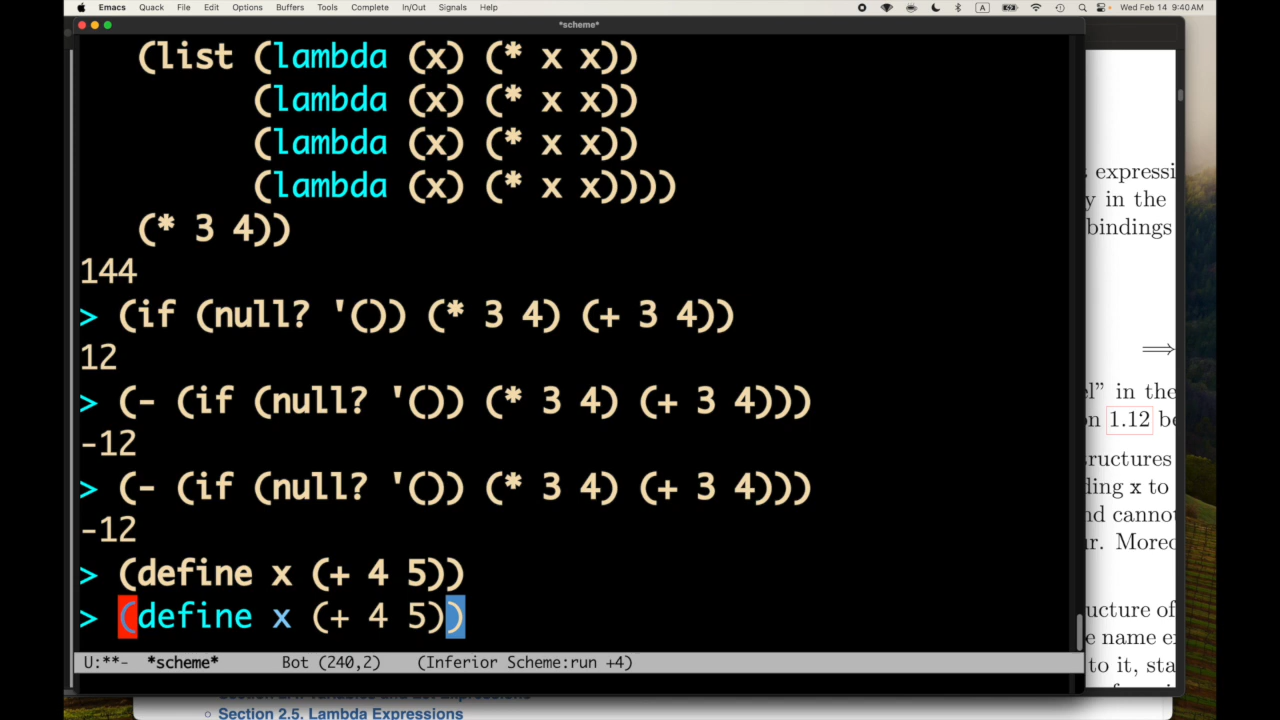 Emacs Quack File Edit Options Buffers Tools Complete In/Out Signals Help A Wed Feb 14 9:40 AM
*scheme*
(list (lambda (x) (* x x))
(lambda (x) (* x x))
(lambda (x) (* x x))
(lambda (x) (* x x))))
(* 3 4))
144
> (if (null? '()) (* 3 4) (+ 3 4))
12
> (- (if (null? '()) (* 3 4) (+ 3 4)))
-12
> (- (if (null? '()) (* 3 4) (+ 3 4)))
-12
> (define x (+ 4 5))
> (define x (+ 4 5))
U:**- *scheme* Bot (240,2) (Inferior Scheme:run +4)
expressi
y in the
bindings
⟹
el” in the
on 1.12 be
structures
ding x to
nd canno
ur. Mored
ucture of
e name ex
to it, sta
Section 2.5. Lambda Expressions